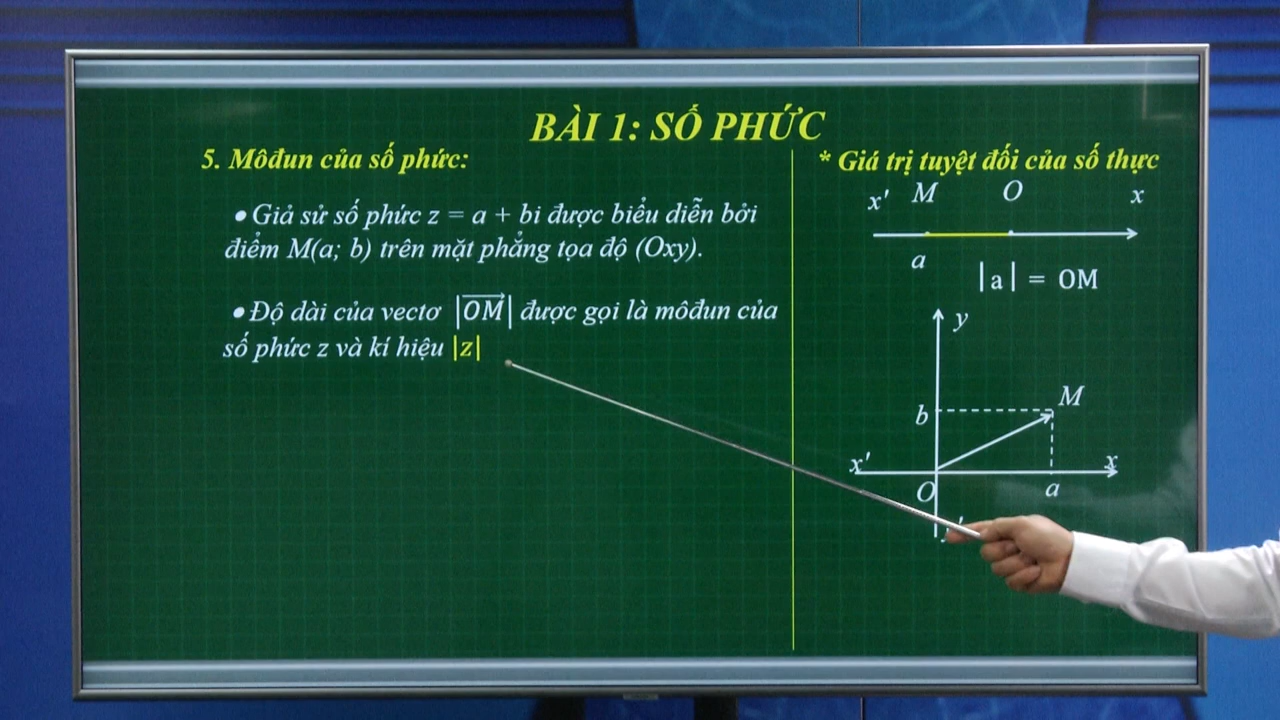 BÀI 1: SỐ PHỨC
5. Môđun của số phức:
● Giả sử số phức z = a + bi được biểu diễn bởi
điểm M(a; b) trên mặt phẳng tọa độ (Oxy).
● Độ dài của vectơ |\overrightarrow{OM}| được gọi là môđun của
số phức z và kí hiệu |z|
* Giá trị tuyệt đối của số thực
x' M O x
a
|a| = OM
y
M
b
x' x
O a